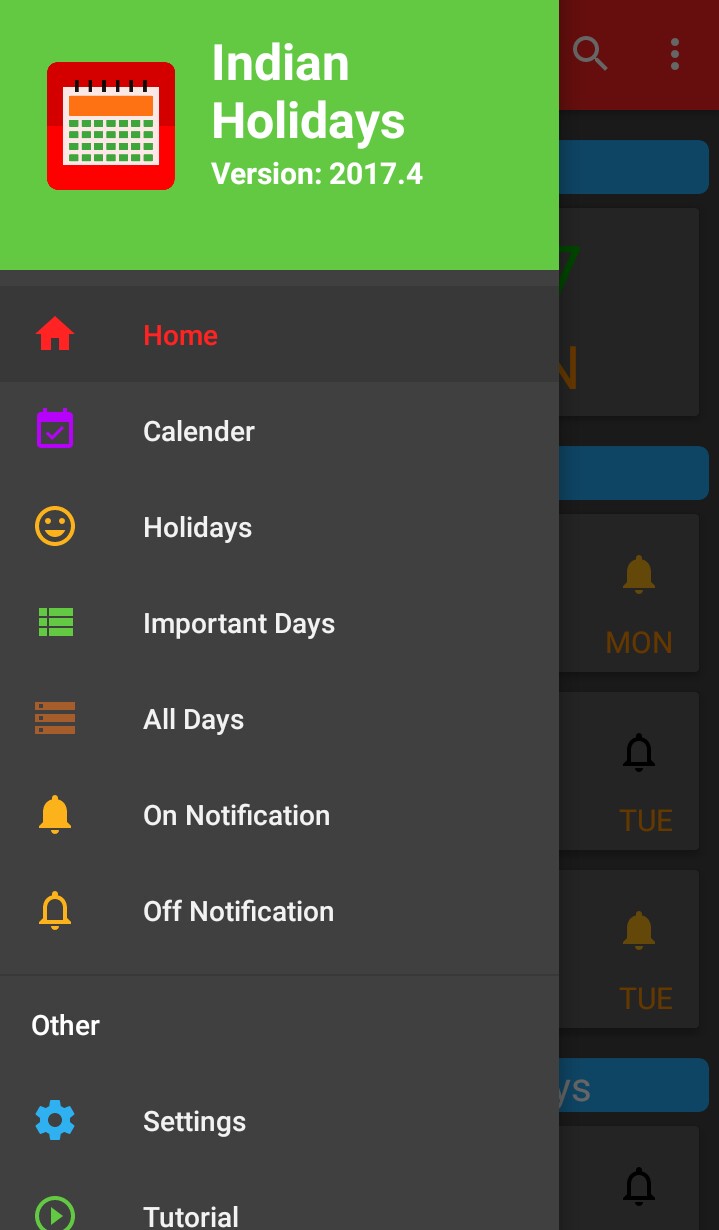 Indian
Holidays
Version: 2017.4
Home
Calender
Holidays
Important Days
All Days
On Notification
Off Notification
Other
Settings
Tutorial
7
N
MON
TUE
TUE
ys